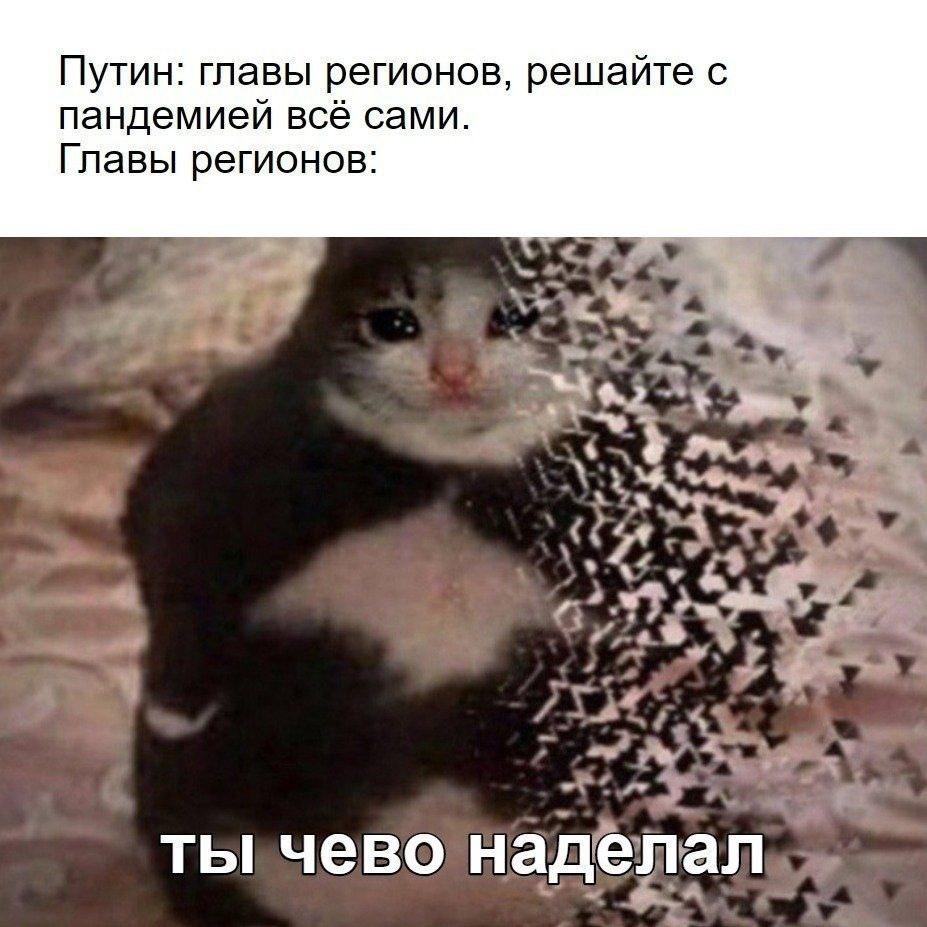 Путин: главы регионов, решайте с
пандемией всё сами.
Главы регионов:
ты чево наделал